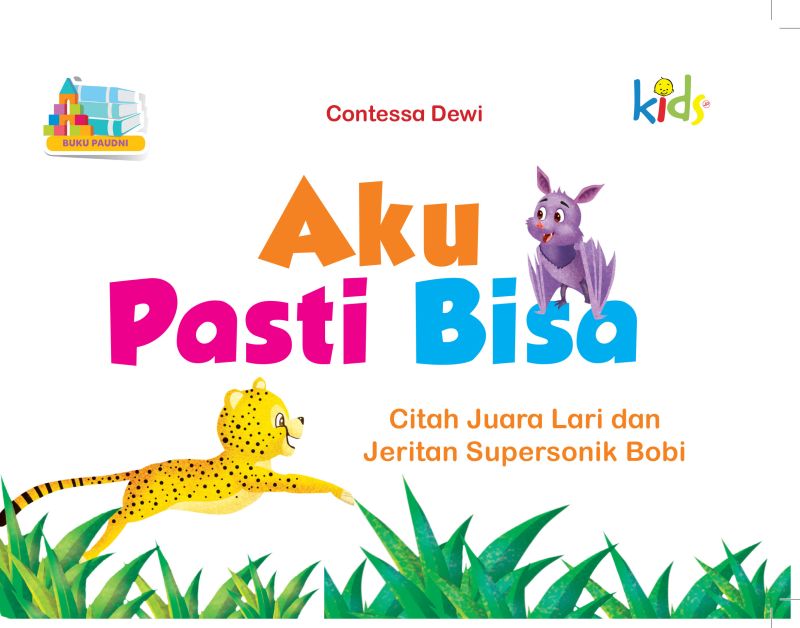 BUKU PAUDNI
Contessa Dewi
kids
Aku
Pasti Bisa
Citah Juara Lari dan
Jeritan Supersonik Bobi